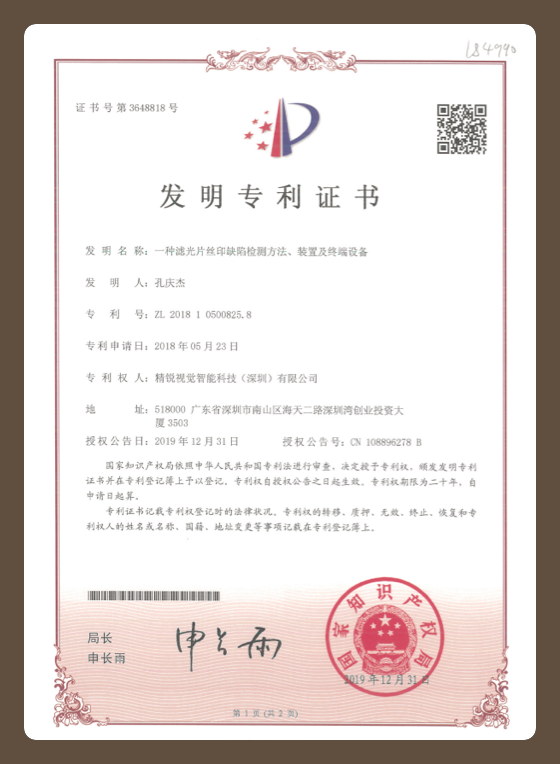 LS4990
证书号第3648818号
发明专利证书
发明名称：一种滤光片丝印缺陷检测方法、装置及终端设备
发明人：孔庆杰
专利号：ZL 2018 1 0500825.8
专利申请日：2018年05月23日
专利权人：精锐视觉智能科技（深圳）有限公司
地址：518000 广东省深圳市南山区海天二路深圳湾创业投资大
厦3503
授权公告日：2019年12月31日 授权公告号：CN 108896278 B
国家知识产权局依照中华人民共和国专利法进行审查，决定授予专利权，颁发发明专利
证书并在专利登记簿上予以登记。专利权自授权公告之日起生效。专利权期限为二十年，自
申请日起算。
专利证书记载专利权登记时的法律状况。专利权的转移、质押、无效、终止、恢复和专
利权人的姓名或名称、国籍、地址变更等事项记载在专利登记簿上。
局长
申长雨
申长雨
国家知识产权局
2019年12月31日
第1页（共2页）